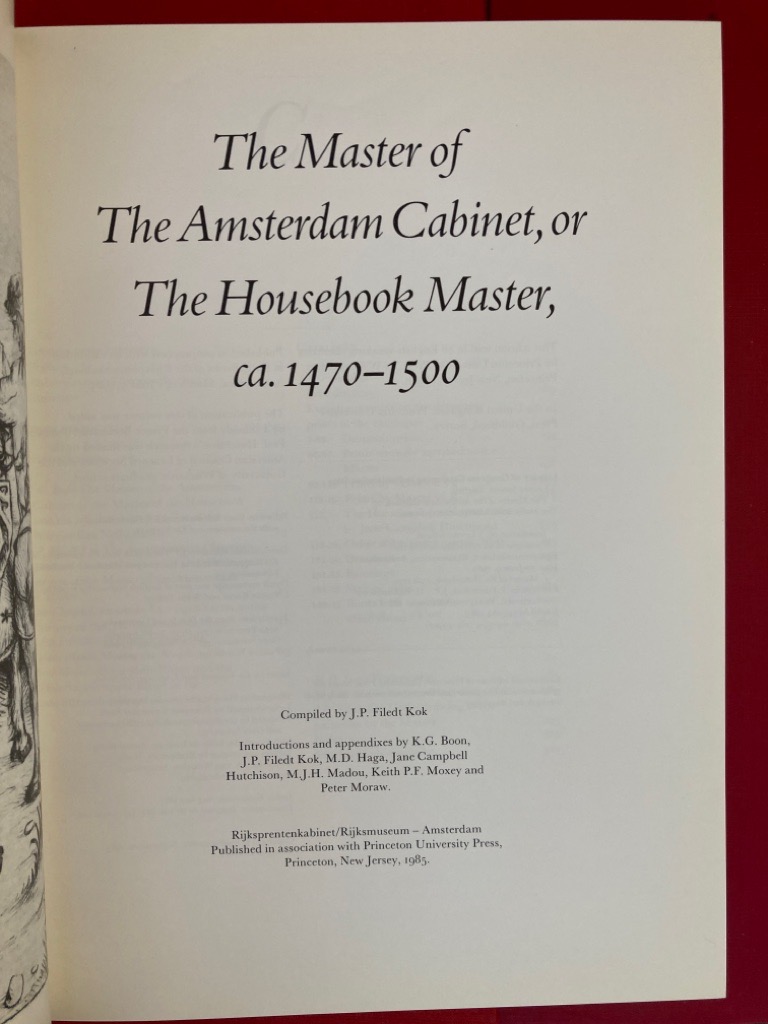 The Master of
The Amsterdam Cabinet, or
The Housebook Master,
ca. 1470–1500
Compiled by J.P. Filedt Kok
Introductions and appendixes by K.G. Boon,
J.P. Filedt Kok, M.D. Haga, Jane Campbell
Hutchison, M.J.H. Madou, Keith P.F. Moxey and
Peter Moraw.
Rijksprentenkabinet/Rijksmuseum – Amsterdam
Published in association with Princeton University Press,
Princeton, New Jersey, 1985.